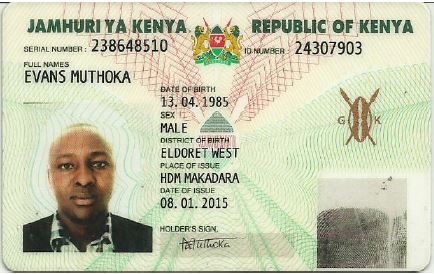 JAMHURI YA KENYA REPUBLIC OF KENYA
SERIAL NUMBER: 238648510 ID NUMBER: 24307903
FULL NAMES
EVANS MUTHOKA
DATE OF BIRTH
13. 04. 1985
SEX
MALE
DISTRICT OF BIRTH
ELDORET WEST
G K
PLACE OF ISSUE
HDM MAKADARA
DATE OF ISSUE
08. 01. 2015
HOLDER'S SIGN.